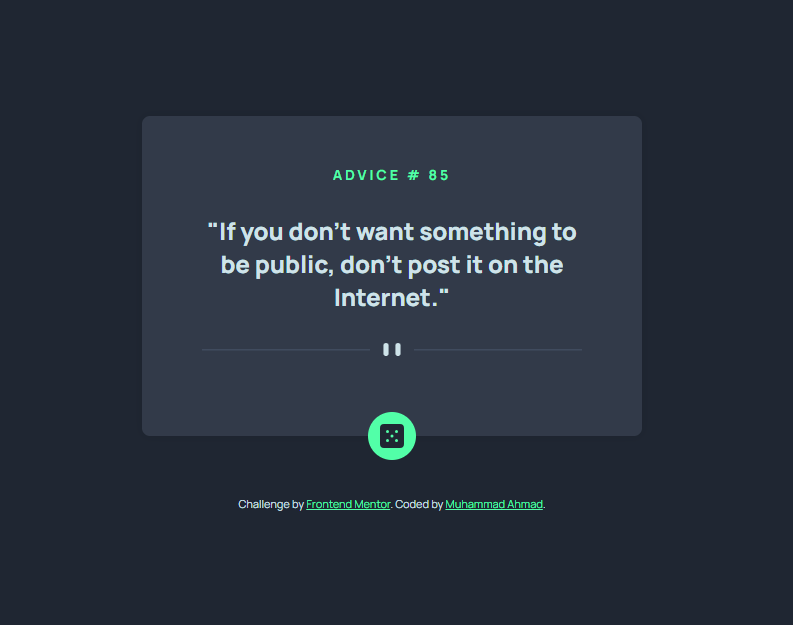 ADVICE # 85
"If you don't want something to
be public, don't post it on the
Internet."
Challenge by Frontend Mentor. Coded by Muhammad Ahmad.